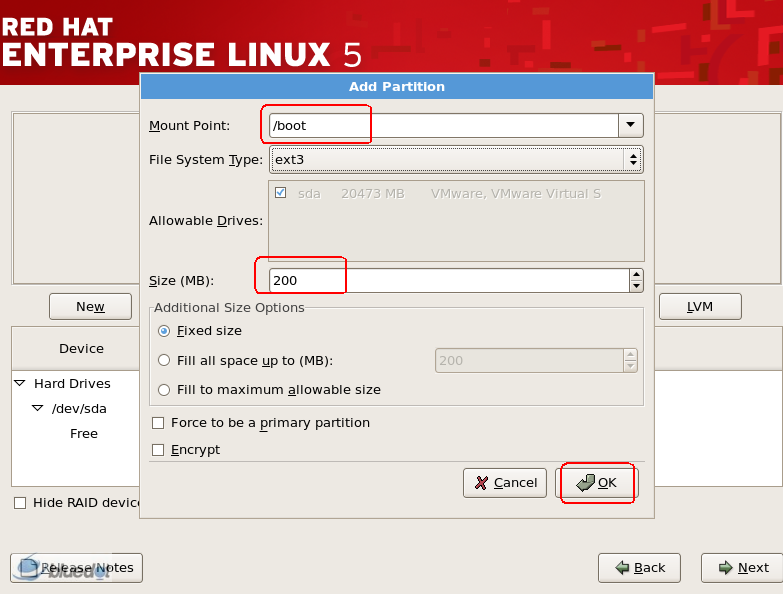 RED HAT
ENTERPRISE LINUX 5
Add Partition
Mount Point: /boot
File System Type: ext3
sda 20473 MB VMware, VMware Virtual S
Allowable Drives:
Size (MB): 200
New
LVM
Additional Size Options
Fixed size
Device
Fill all space up to (MB): 200
Hard Drives
Fill to maximum allowable size
/dev/sda
Force to be a primary partition
Free
Encrypt
Cancel
OK
Hide RAID device
Release Notes
bluedot
Back
Next